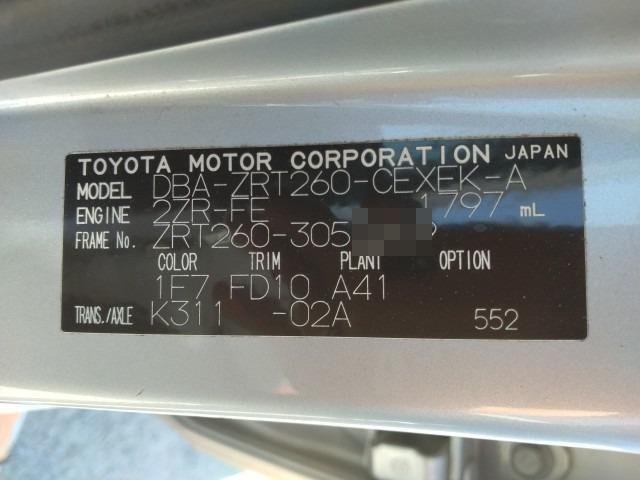 TOYOTA MOTOR CORPORATION JAPAN
MODEL DBA-ZRT260-CEXEK-A
ENGINE 2ZR-FE 1797 mL
FRAME No. ZRT260-305
COLOR TRIM PLANT OPTION
1E7 FD10 A41
TRANS./AXLE K311 -02A 552